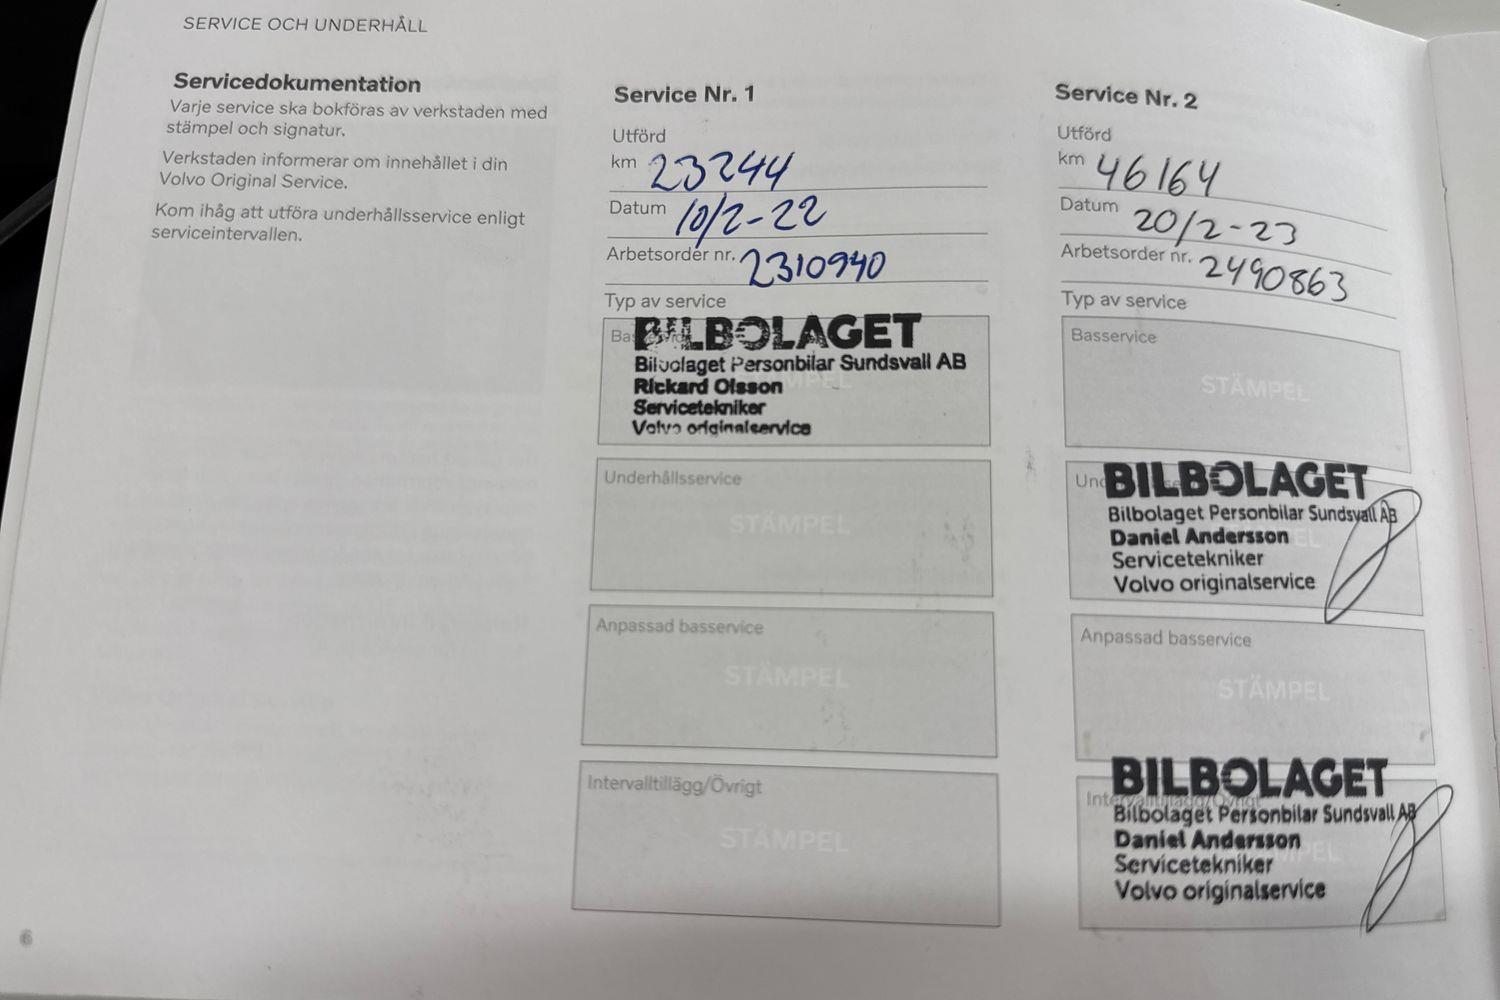 SERVICE OCH UNDERHÅLL
Servicedokumentation
Varje service ska bokföras av verkstaden med
stämpel och signatur.
Verkstaden informerar om innehållet i din
Volvo Original Service.
Kom ihåg att utföra underhållsservice enligt
serviceintervallen.
6
Service Nr. 1
Utförd
km 23244
Datum 10/2-22
Arbetsorder nr. 2310940
Typ av service
BILBOLAGET
Bilbolaget Personbilar Sundsvall AB
Rickard Olsson
Servicetekniker
Volvo originalservice
Underhållsservice
STÄMPEL
Anpassad basservice
STÄMPEL
Intervalltillägg/Övrigt
STÄMPEL
Service Nr. 2
Utförd
km 46164
Datum 20/2-23
Arbetsorder nr. 2490863
Typ av service
Basservice
STÄMPEL
BILBOLAGET
Bilbolaget Personbilar Sundsvall AB
Daniel Andersson
Servicetekniker
Volvo originalservice
Anpassad basservice
STÄMPEL
Intervalltillägg/Övrigt
BILBOLAGET
Bilbolaget Personbilar Sundsvall AB
Daniel Andersson
Servicetekniker
Volvo originalservice